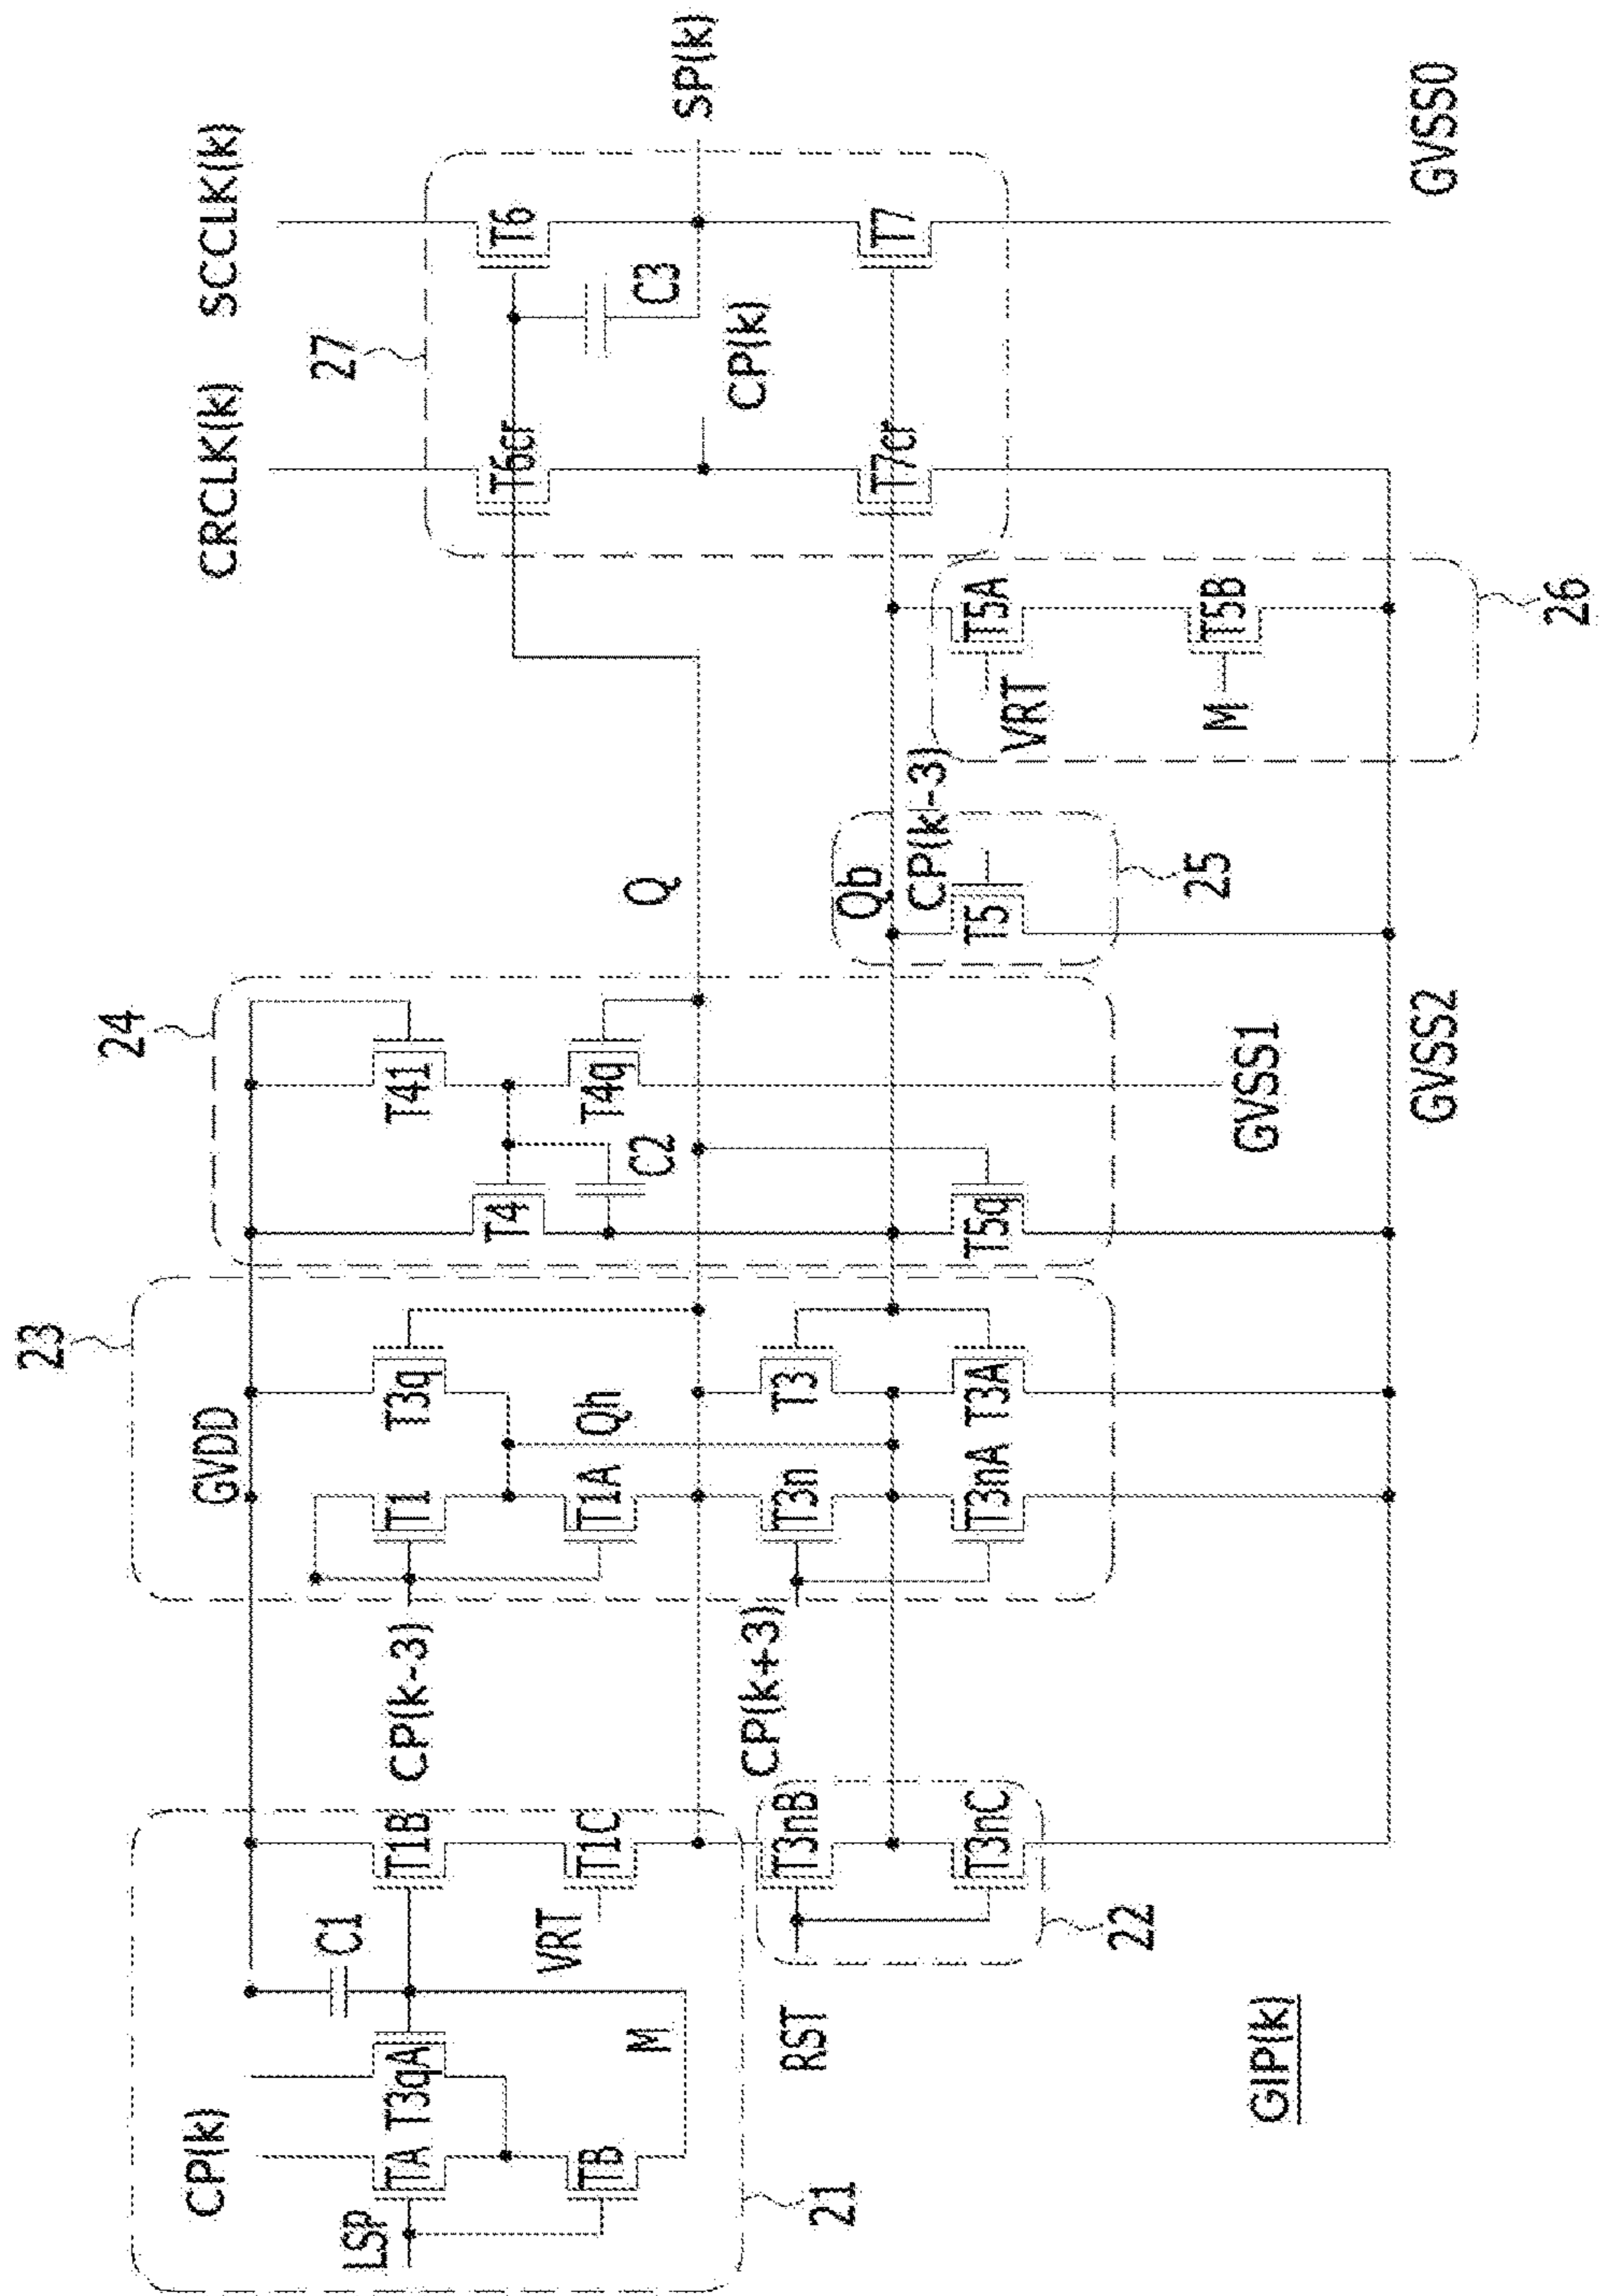 CRCLK(k)
SCCLK(k)
27
T6cr
T6
C3
SP(k)
CP(k)
T7cr
T7
GVSS0
24
T41
T4
T4q
C2
Q
Qb
T5q
GVSS1
GVSS2
CP(k-3)
T5
25
T5A
VRT
T5B
M
26
23
GVDD
T1
T3q
T1A
Qh
CP(k-3)
T3n
T3
CP(k+3)
T3nA
T3A
CP(k)
LSP
TA
T3qA
C1
T1B
TB
M
VRT
T1C
21
RST
T3nB
T3nC
22
GIP(k)